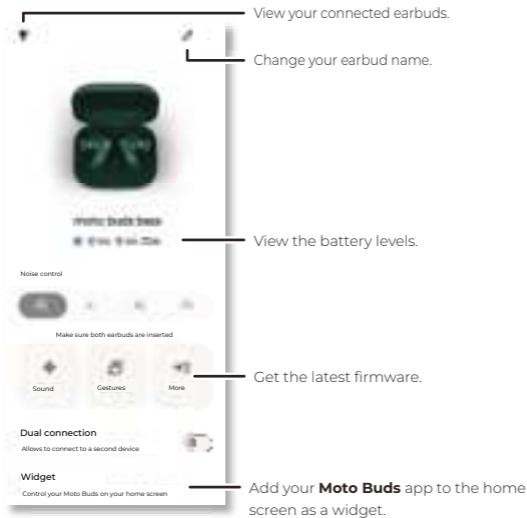 View your connected earbuds.
Change your earbud name.
View the battery levels.
Noise control
Make sure both earbuds are inserted
Get the latest firmware.
Sound
Gestures
More
Dual connection
Allows to connect to a second device
Widget
Control your Moto Buds on your home screen
Add your Moto Buds app to the home
screen as a widget.